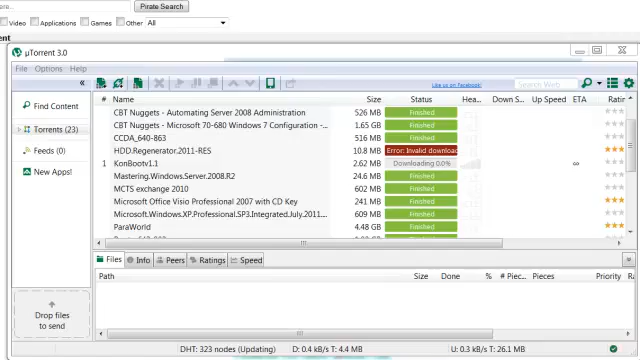 ere...
Pirate Search
Video Applications Games Other All
ent
µTorrent 3.0
File Options Help
Like us on Facebook!
Search Web
# Name Size Status Hea... Down S... Up Speed ETA Ratin
Find Content
Torrents (23)
Feeds (0)
New Apps!
CBT Nuggets - Automating Server 2008 Administration 526 MB Finished
CBT Nuggets - Microsoft 70-680 Windows 7 Configuration -... 1.65 GB Finished
CCDA_640-863 516 MB Finished
HDD.Regenerator.2011-RES 10.8 MB Error: Invalid download
1 KonBootv1.1 2.62 MB Downloading 0.0% ∞
Mastering.Windows.Server.2008.R2 24.6 MB Finished
MCTS exchange 2010 602 MB Finished
Microsoft Office Visio Professional 2007 with CD Key 241 MB Finished
Microsoft.Windows.XP.Professional.SP3.Integrated.July.2011.... 609 MB Finished
ParaWorld 4.48 GB Finished
Files Info Peers Ratings Speed
Path Size Done % # Piec... Pieces Priority Ra
Drop files
to send
DHT: 323 nodes (Updating) D: 0.4 kB/s T: 4.4 MB U: 0.3 kB/s T: 26.1 MB